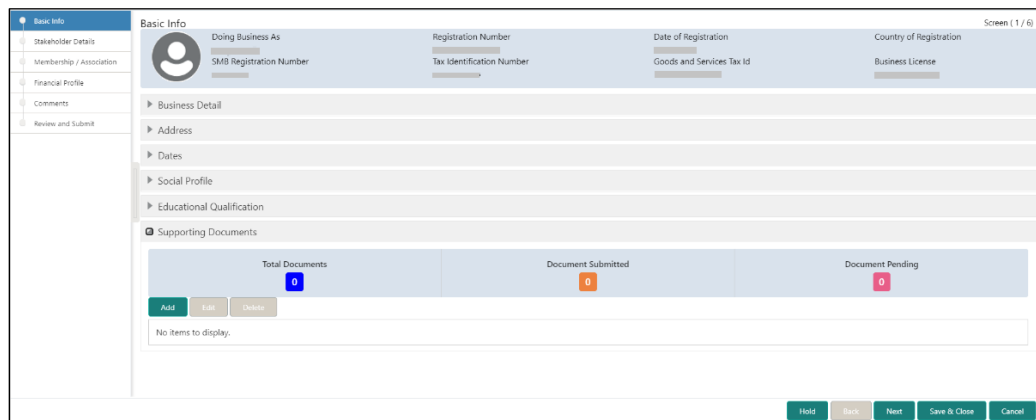 Basic Info
Stakeholder Details
Membership / Association
Financial Profile
Comments
Review and Submit
Basic Info
Screen ( 1 / 6)
Doing Business As
Registration Number
Date of Registration
Country of Registration
SMB Registration Number
Tax Identification Number
Goods and Services Tax Id
Business License
Business Detail
Address
Dates
Social Profile
Educational Qualification
Supporting Documents
Total Documents
Document Submitted
Document Pending
0
0
0
Add
Edit
Delete
No items to display.
Hold
Back
Next
Save & Close
Cancel